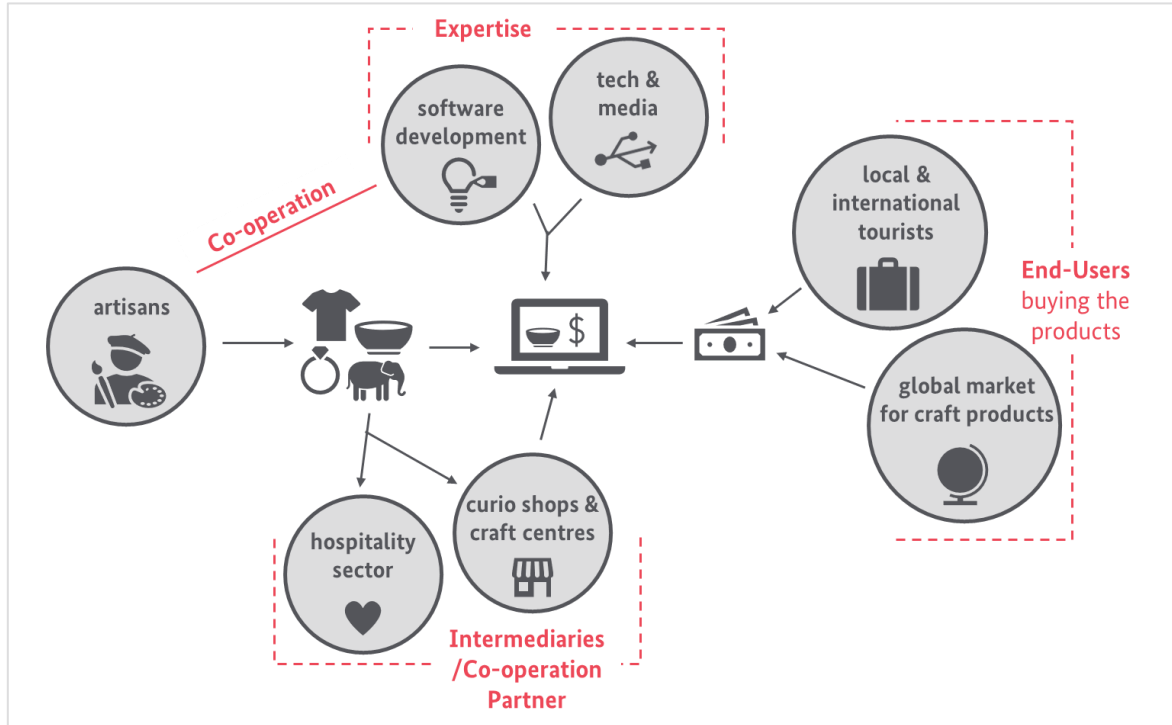 Expertise
software
development
tech &
media
Co-operation
artisans
$
local &
international
tourists
End-Users
buying the
products
global market
for craft products
hospitality
sector
curio shops &
craft centres
Intermediaries
/Co-operation
Partner